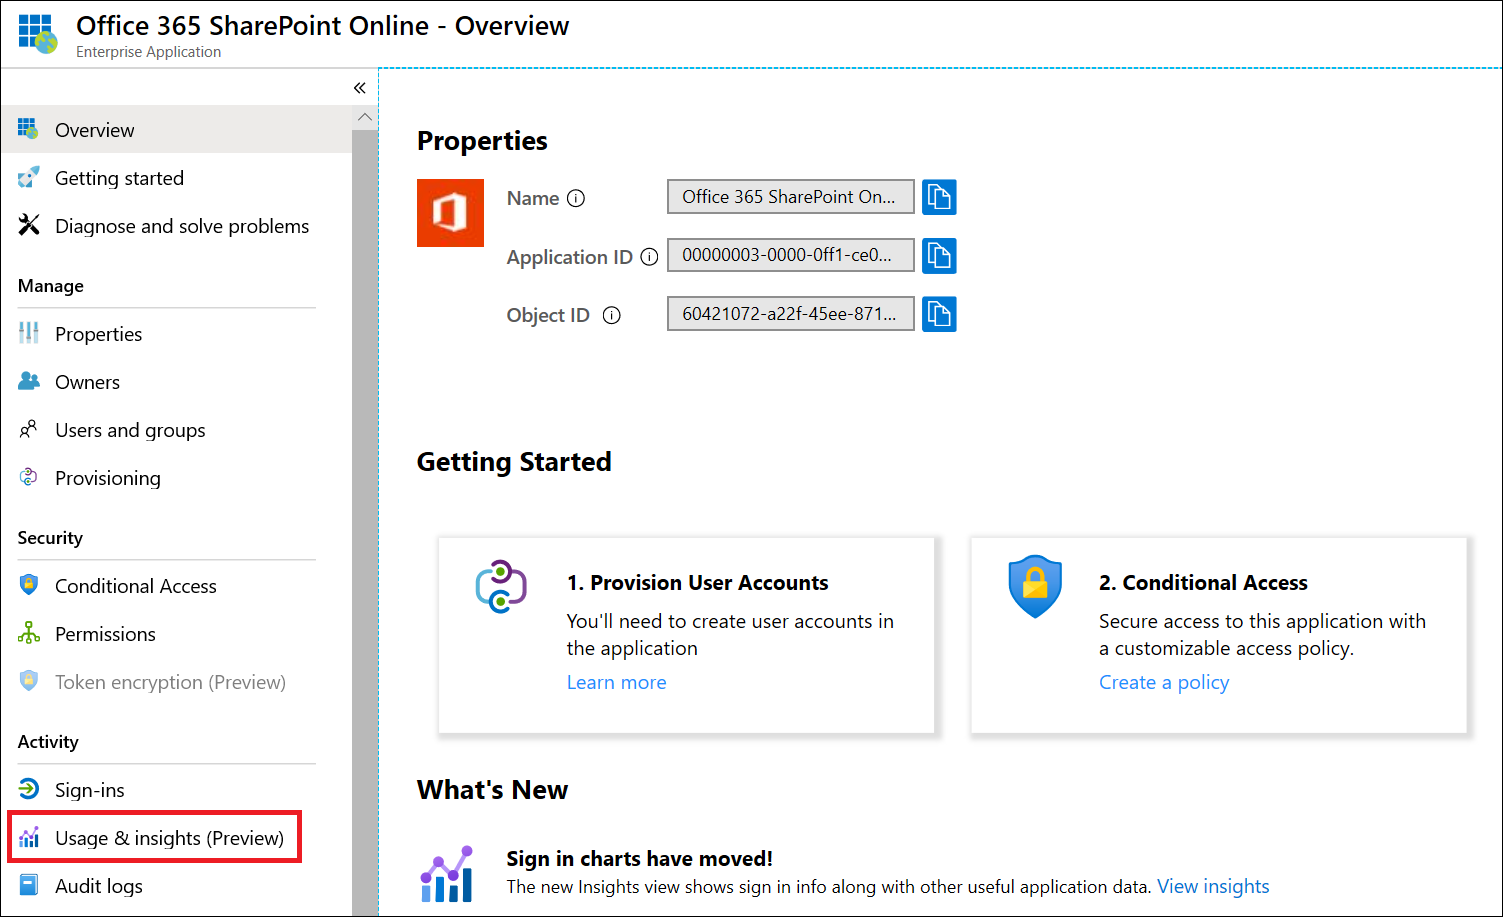 Office 365 SharePoint Online - Overview
Enterprise Application
«
Overview
Getting started
Diagnose and solve problems
Manage
Properties
Owners
Users and groups
Provisioning
Security
Conditional Access
Permissions
Token encryption (Preview)
Activity
Sign-ins
Usage & insights (Preview)
Audit logs
Properties
Name
Office 365 SharePoint On...
Application ID
00000003-0000-0ff1-ce0...
Object ID
60421072-a22f-45ee-871...
Getting Started
1. Provision User Accounts
You'll need to create user accounts in
the application
Learn more
2. Conditional Access
Secure access to this application with
a customizable access policy.
Create a policy
What's New
Sign in charts have moved!
The new Insights view shows sign in info along with other useful application data. View insights